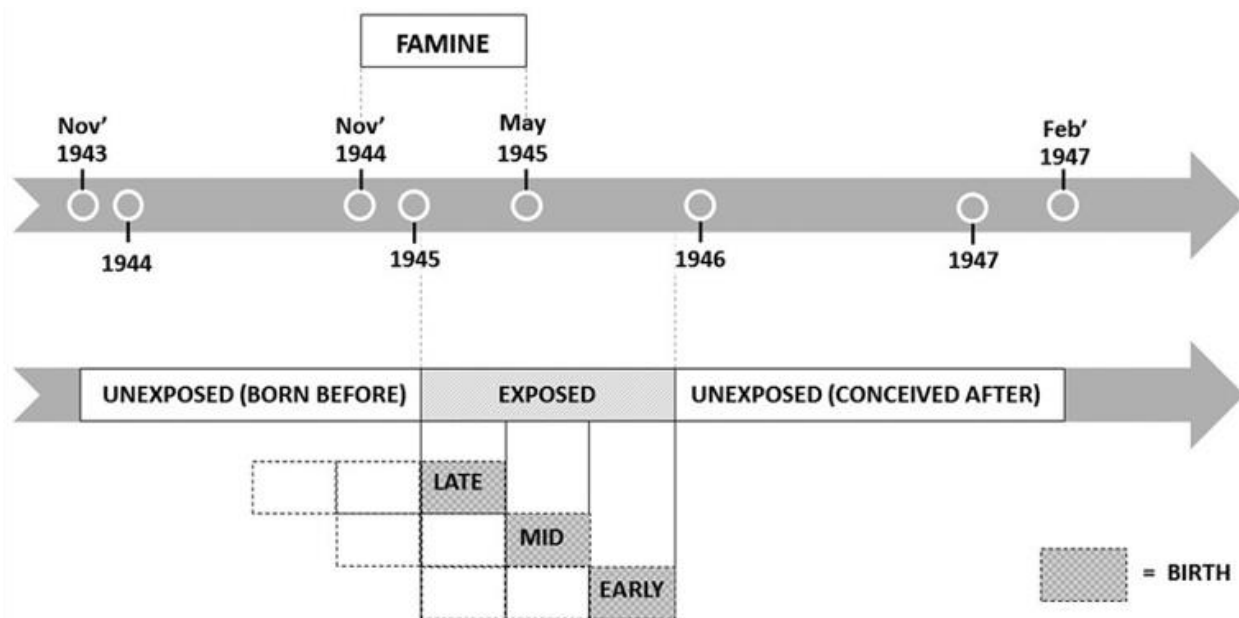 FAMINE
Nov'
1943
Nov'
1944
May
1945
Feb'
1947
1944
1945
1946
1947
UNEXPOSED (BORN BEFORE)
EXPOSED
UNEXPOSED (CONCEIVED AFTER)
LATE
MID
EARLY
= BIRTH